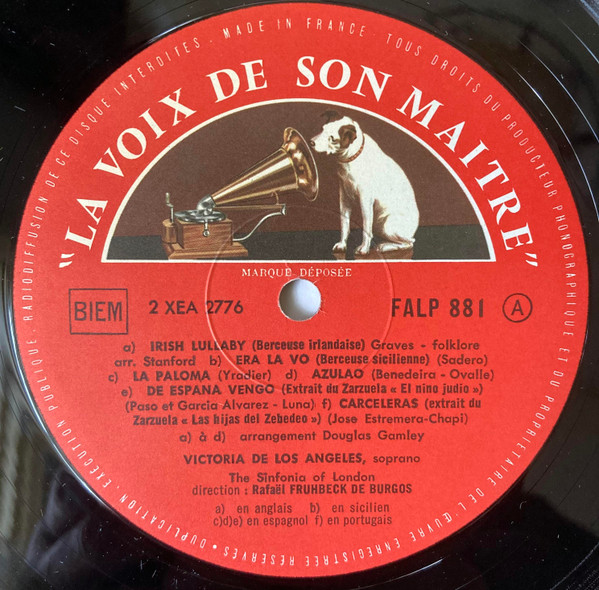 MADE IN FRANCE . TOUS DROITS DU PRODUCTEUR PHONOGRAPHIQUE ET DU PROPRIETAIRE DE L'ŒUVRE ENREGISTREE RÉSERVÉS • DUPLICATION. EXÉCUTION PUBLIQUE. RADIODIFFUSION DE CE DISQUE INTERDITES.
"LA VOIX DE SON MAITRE"
MARQUE DÉPOSÉE
BIEM
2 XEA 2776
FALP 881 A
a) IRISH LULLABY (Berceuse irlandaise) Graves - folklore
arr. Stanford b) ERA LA VO (Berceuse sicilienne) (Sadero)
c) LA PALOMA (Yradier) d) AZULAO (Benedeira - Ovalle)
e) DE ESPANA VENGO (Extrait du Zarzuela « El nino judio »)
(Paso et Garcia Alvarez - Luna) f) CARCELERAS (extrait du
Zarzuela « Las hijas del Zebedeo ») (Jose Estremera-Chapi)
a) à d) arrangement Douglas Gamley
VICTORIA DE LOS ANGELES, soprano
The Sinfonia of London
direction : Rafaël FRUHBECK DE BURGOS
a) en anglais b) en sicilien
c)d)e) en espagnol f) en portugais